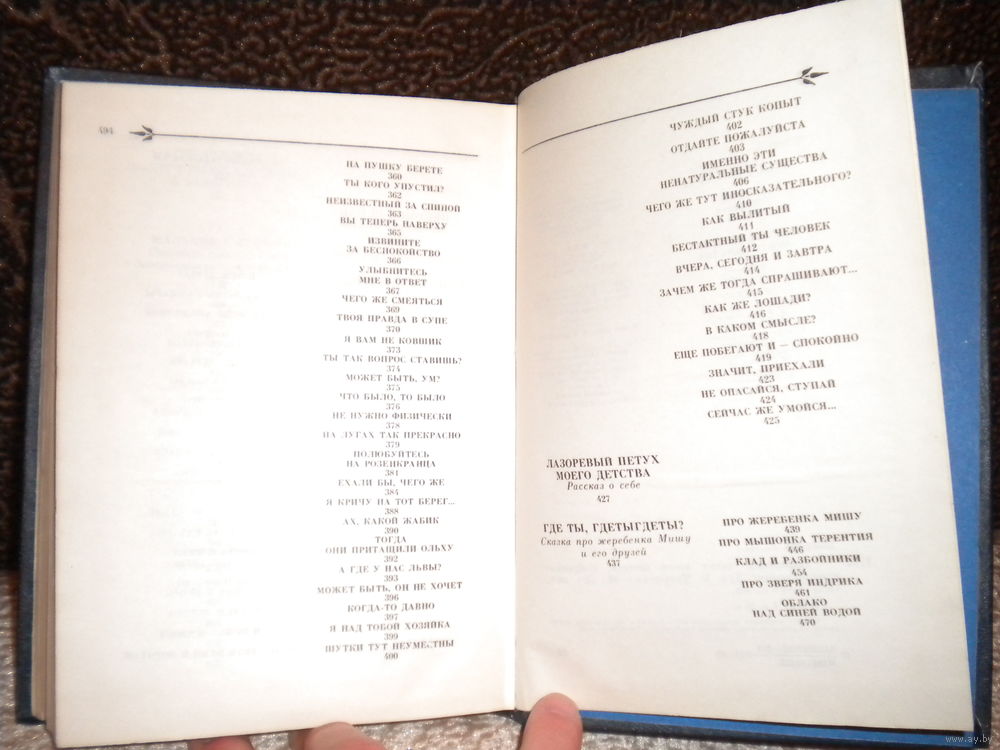 494
НА ПУШКУ БЕРЕТЕ
360
ТЫ КОГО УПУСТИЛ?
362
НЕИЗВЕСТНЫЙ ЗА СПИНОЙ
363
ВЫ ТЕПЕРЬ НАВЕРХУ
365
ИЗВИНИТЕ
ЗА БЕСПОКОЙСТВО
366
УЛЫБНИТЕСЬ
МНЕ В ОТВЕТ
367
ЧЕГО ЖЕ СМЕЯТЬСЯ
369
ТВОЯ ПРАВДА В СУПЕ
370
Я ВАМ НЕ КОВШИК
373
ТЫ ТАК ВОПРОС СТАВИШЬ?
374
МОЖЕТ БЫТЬ, УМ?
375
ЧТО БЫЛО, ТО БЫЛО
376
НЕ НУЖНО ФИЗИЧЕСКИ
378
НА ЛУГАХ ТАК ПРЕКРАСНО
379
ПОЛЮБУЙТЕСЬ
НА РОЗЕНКРАНЦА
381
ЕХАЛИ БЫ, ЧЕГО ЖЕ
384
Я КРИЧУ НА ТОТ БЕРЕГ...
388
АХ, КАКОЙ ЖАБИК
390
ТОГДА
ОНИ ПРИТАЩИЛИ ОЛЬХУ
392
А ГДЕ У НАС ЛЬВЫ?
393
МОЖЕТ БЫТЬ, ОН НЕ ХОЧЕТ
396
КОГДА-ТО ДАВНО
397
Я НАД ТОБОЙ ХОЗЯЙКА
399
ШУТКИ ТУТ НЕУМЕСТНЫ
400
ЧУЖДЫЙ СТУК КОПЫТ
402
ОТДАЙТЕ ПОЖАЛУЙСТА
403
ИМЕННО ЭТИ
НЕНАТУРАЛЬНЫЕ СУЩЕСТВА
406
ЧЕГО ЖЕ ТУТ ИНОСКАЗАТЕЛЬНОГО?
410
КАК ВЫЛИТЫЙ
411
БЕСТАКТНЫЙ ТЫ ЧЕЛОВЕК
412
ВЧЕРА, СЕГОДНЯ И ЗАВТРА
414
ЗАЧЕМ ЖЕ ТОГДА СПРАШИВАЮТ...
415
КАК ЖЕ ЛОШАДИ?
416
В КАКОМ СМЫСЛЕ?
418
ЕЩЕ ПОБЕГАЮТ И — СПОКОЙНО
419
ЗНАЧИТ, ПРИЕХАЛИ
423
НЕ ОПАСАЙСЯ, СТУПАЙ
424
СЕЙЧАС ЖЕ УМОЙСЯ...
425
ЛАЗОРЕВЫЙ ПЕТУХ
МОЕГО ДЕТСТВА
Рассказ о себе
427
ГДЕ ТЫ, ГДЕТЫГДЕТЫ?
Сказка про жеребенка Мишу
и его друзей
437
ПРО ЖЕРЕБЕНКА МИШУ
439
ПРО МЫШОНКА ТЕРЕНТИЯ
446
КЛАД И РАЗБОЙНИКИ
454
ПРО ЗВЕРЯ ИНДРИКА
461
ОБЛАКО
НАД СИНЕЙ ВОДОЙ
470
www.ay.by